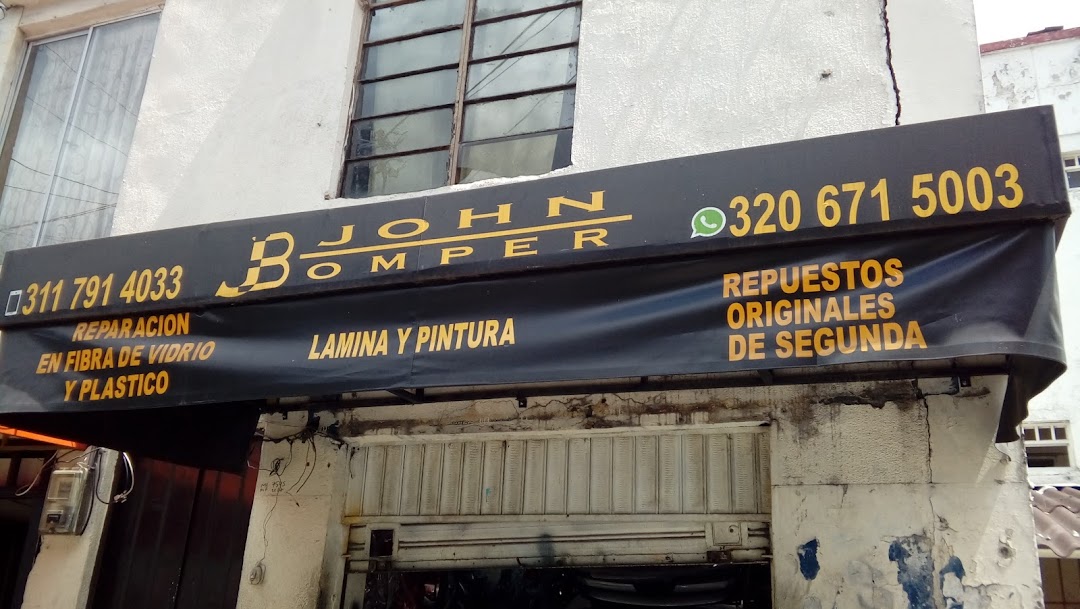 JB JOHN
BOMPER
311 791 4033
320 671 5003
REPARACION
EN FIBRA DE VIDRIO
Y PLASTICO
LAMINA Y PINTURA
REPUESTOS
ORIGINALES
DE SEGUNDA